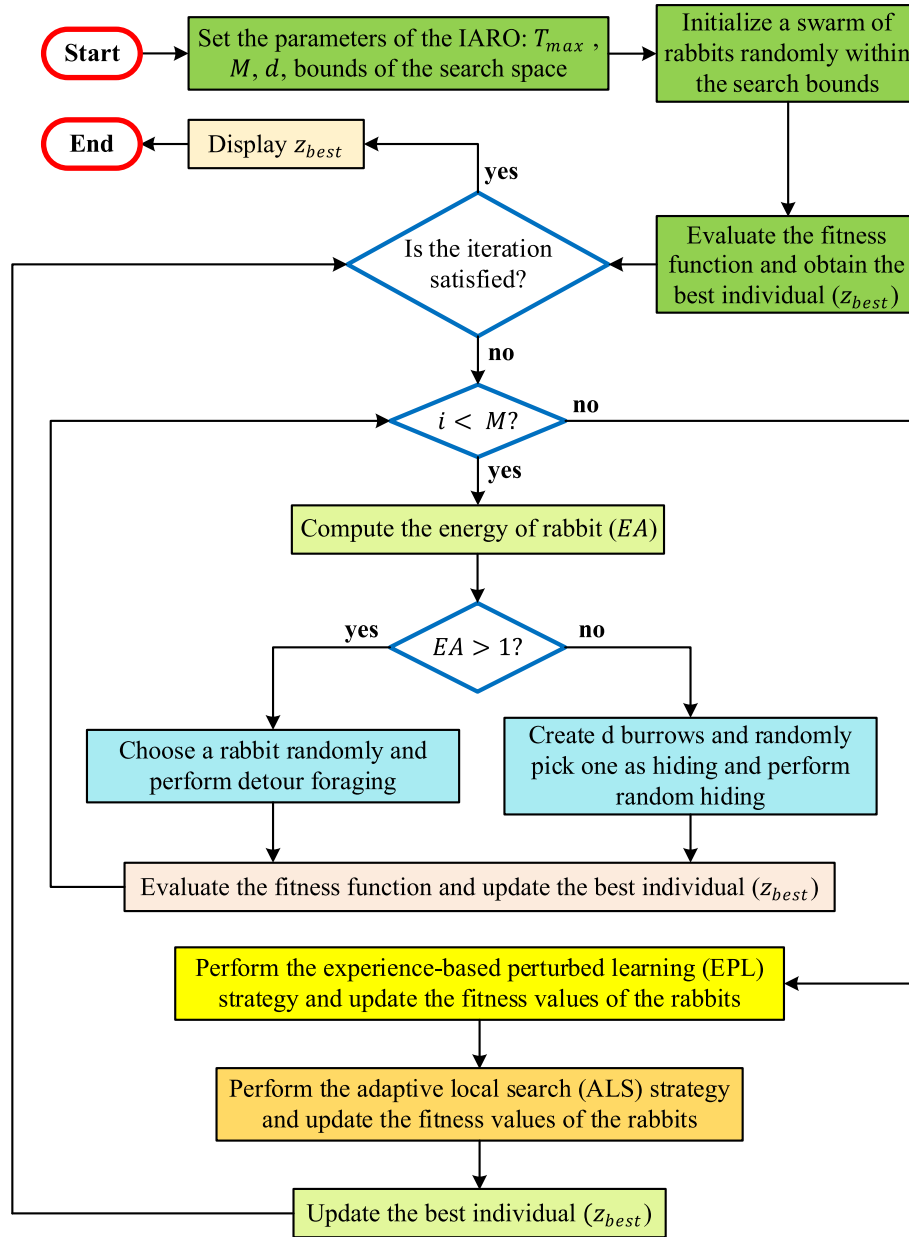 Start
Set the parameters of the IARO: T_max ,
M, d, bounds of the search space
Initialize a swarm of
rabbits randomly within
the search bounds
End
Display z_best
yes
Is the iteration
satisfied?
Evaluate the fitness
function and obtain the
best individual (z_best)
no
i < M?
no
yes
Compute the energy of rabbit (EA)
yes
EA > 1?
no
Choose a rabbit randomly and
perform detour foraging
Create d burrows and randomly
pick one as hiding and perform
random hiding
Evaluate the fitness function and update the best individual (z_best)
Perform the experience-based perturbed learning (EPL)
strategy and update the fitness values of the rabbits
Perform the adaptive local search (ALS) strategy
and update the fitness values of the rabbits
Update the best individual (z_best)